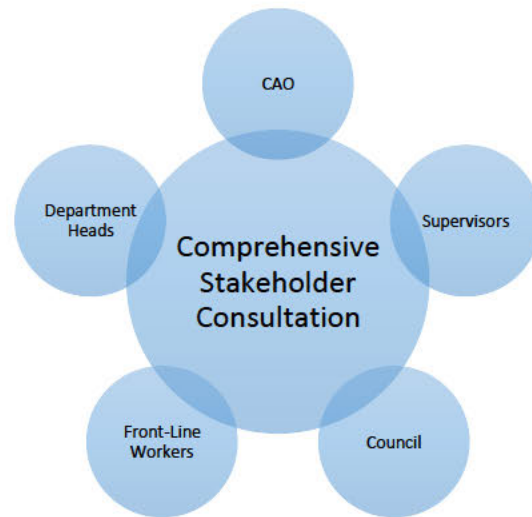 CAO
Department
Heads
Supervisors
Comprehensive
Stakeholder
Consultation
Front-Line
Workers
Council